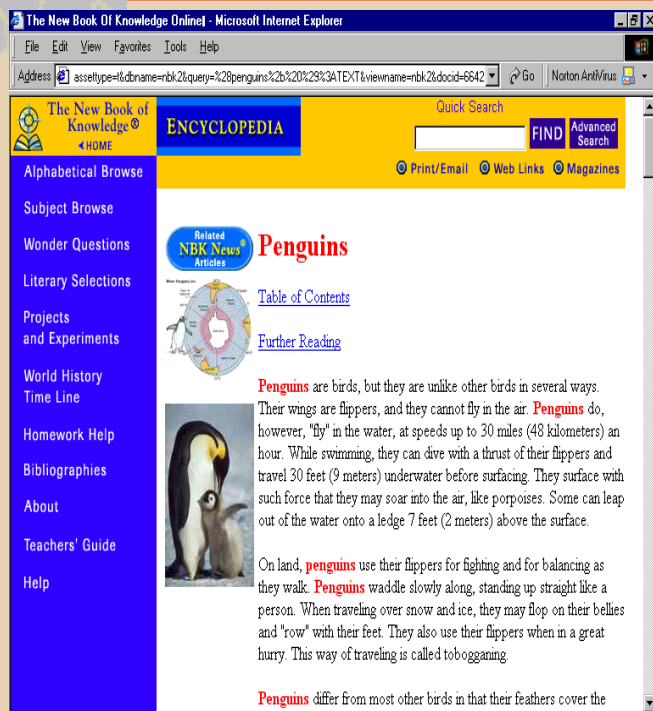 The New Book Of Knowledge Online! - Microsoft Internet Explorer
File Edit View Favorites Tools Help
Address assettype=t&dbname=nbk2&query=%28penguins%2b%20%29%3ATEXT&viewname=nbk2&docid=6642 Go Norton AntiVirus
The New Book of
Knowledge®
HOME
ENCYCLOPEDIA
Quick Search
FIND
Advanced
Search
Print/Email Web Links Magazines
Alphabetical Browse
Subject Browse
Wonder Questions
Literary Selections
Projects
and Experiments
World History
Time Line
Homework Help
Bibliographies
About
Teachers' Guide
Help
Related
NBK News®
Articles
Penguins
Table of Contents
Further Reading
Penguins are birds, but they are unlike other birds in several ways.
Their wings are flippers, and they cannot fly in the air. Penguins do,
however, "fly" in the water, at speeds up to 30 miles (48 kilometers) an
hour. While swimming, they can dive with a thrust of their flippers and
travel 30 feet (9 meters) underwater before surfacing. They surface with
such force that they may soar into the air, like porpoises. Some can leap
out of the water onto a ledge 7 feet (2 meters) above the surface.
On land, penguins use their flippers for fighting and for balancing as
they walk. Penguins waddle slowly along, standing up straight like a
person. When traveling over snow and ice, they may flop on their bellies
and "row" with their feet. They also use their flippers when in a great
hurry. This way of traveling is called tobogganing.
Penguins differ from most other birds in that their feathers cover the